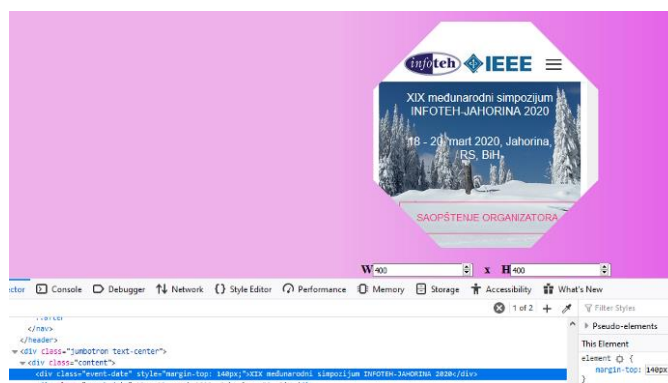 infoteh IEEE
XIX međunarodni simpozijum
INFOTEH-JAHORINA 2020
18 - 20. mart 2020, Jahorina,
RS, BiH
SAOPŠTENJE ORGANIZATORA
W 400 x H 400
ctor Console Debugger Network {} Style Editor Performance Memory Storage Accessibility What's New
1 of 2 + Filter Styles
::after
</nav>
</header>
<div class="jumbotron text-center">
<div class="content">
<div class="event-date" style="margin-top: 140px;">XIX međunarodni simpozijum INFOTEH-JAHORINA 2020</div>
Pseudo-elements
This Element
element {
margin-top: 140px
}